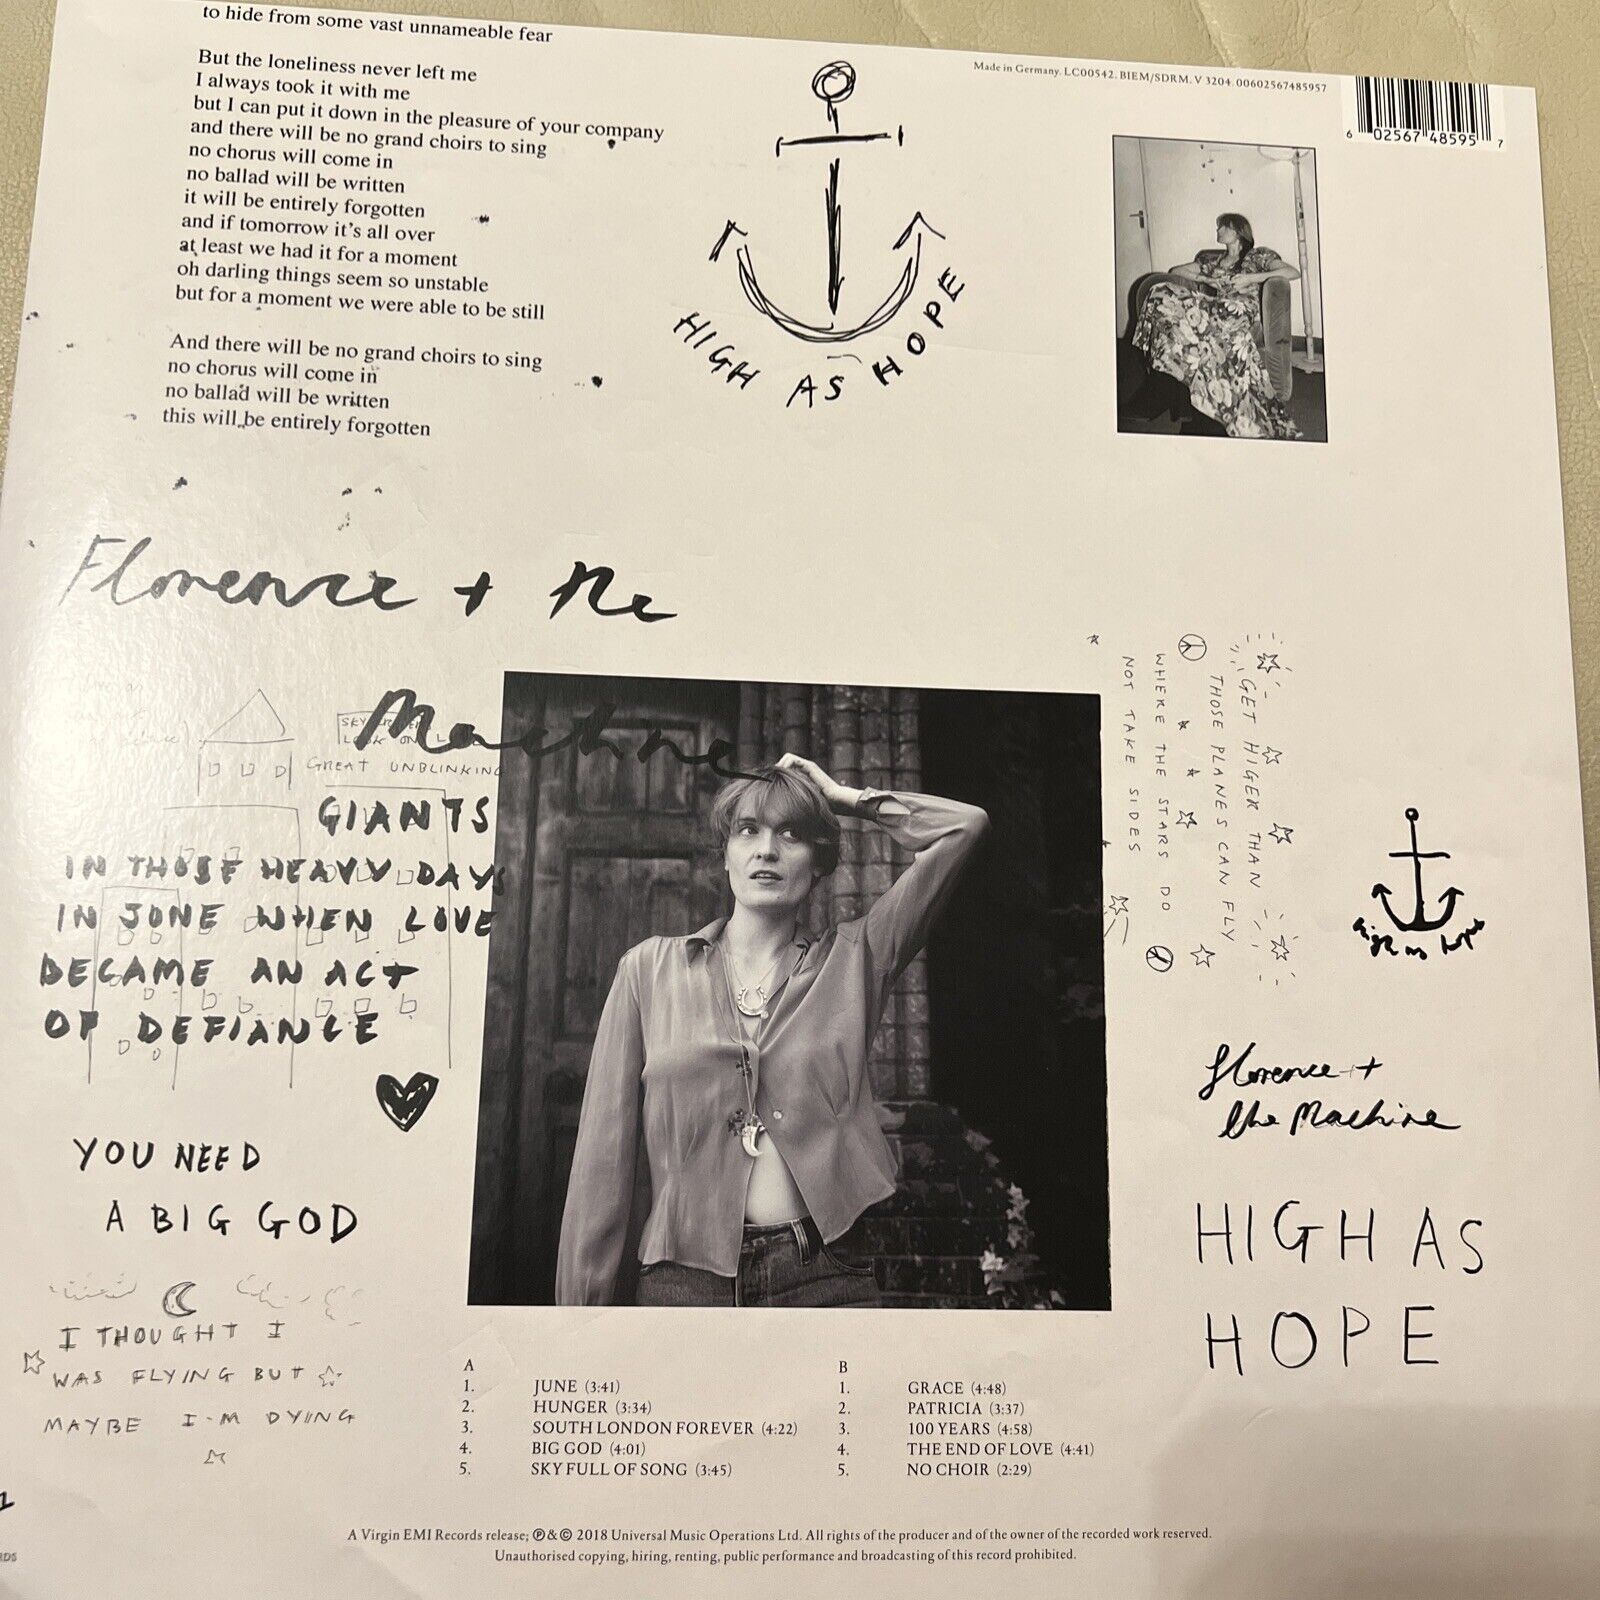 to hide from some vast unnameable fear
But the loneliness never left me
I always took it with me
but I can put it down in the pleasure of your company
and there will be no grand choirs to sing
no chorus will come in
no ballad will be written
it will be entirely forgotten
and if tomorrow it's all over
at least we had it for a moment
oh darling things seem so unstable
but for a moment we were able to be still
And there will be no grand choirs to sing
no chorus will come in
no ballad will be written
this will be entirely forgotten
HIGH AS HOPE
Made in Germany. LC00542. BIEM/SDRM. V 3204. 00602567485957
6 02567 48595 7
Florence + the
Machine
GREAT UNBLINKING
GIANTS
IN THOSE HEAVY DAYS
IN JUNE WHEN LOVE
BECAME AN ACT
OF DEFIANCE
YOU NEED
A BIG GOD
I THOUGHT I
WAS FLYING BUT
MAYBE I'M DYING
GET HIGER THAN
THOSE PLANES CAN FLY
WHERE THE STARS DO
NOT TAKE SIDES
high as hope
Florence + +
the Machine
HIGH AS
HOPE
A
1. JUNE (3:41)
2. HUNGER (3:34)
3. SOUTH LONDON FOREVER (4:22)
4. BIG GOD (4:01)
5. SKY FULL OF SONG (3:45)
B
1. GRACE (4:48)
2. PATRICIA (3:37)
3. 100 YEARS (4:58)
4. THE END OF LOVE (4:41)
5. NO CHOIR (2:29)
A Virgin EMI Records release; ℗&© 2018 Universal Music Operations Ltd. All rights of the producer and of the owner of the recorded work reserved.
Unauthorised copying, hiring, renting, public performance and broadcasting of this record prohibited.